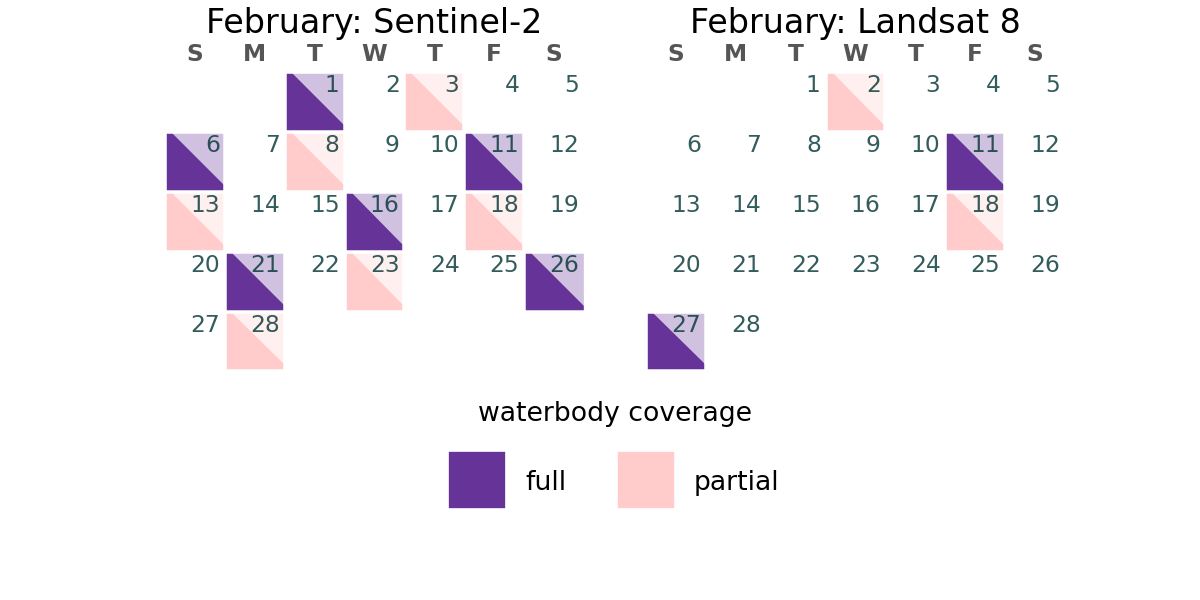 February: Sentinel-2
S M T W T F S
1 2 3 4 5
6 7 8 9 10 11 12
13 14 15 16 17 18 19
20 21 22 23 24 25 26
27 28
February: Landsat 8
S M T W T F S
1 2 3 4 5
6 7 8 9 10 11 12
13 14 15 16 17 18 19
20 21 22 23 24 25 26
27 28
waterbody coverage
full partial